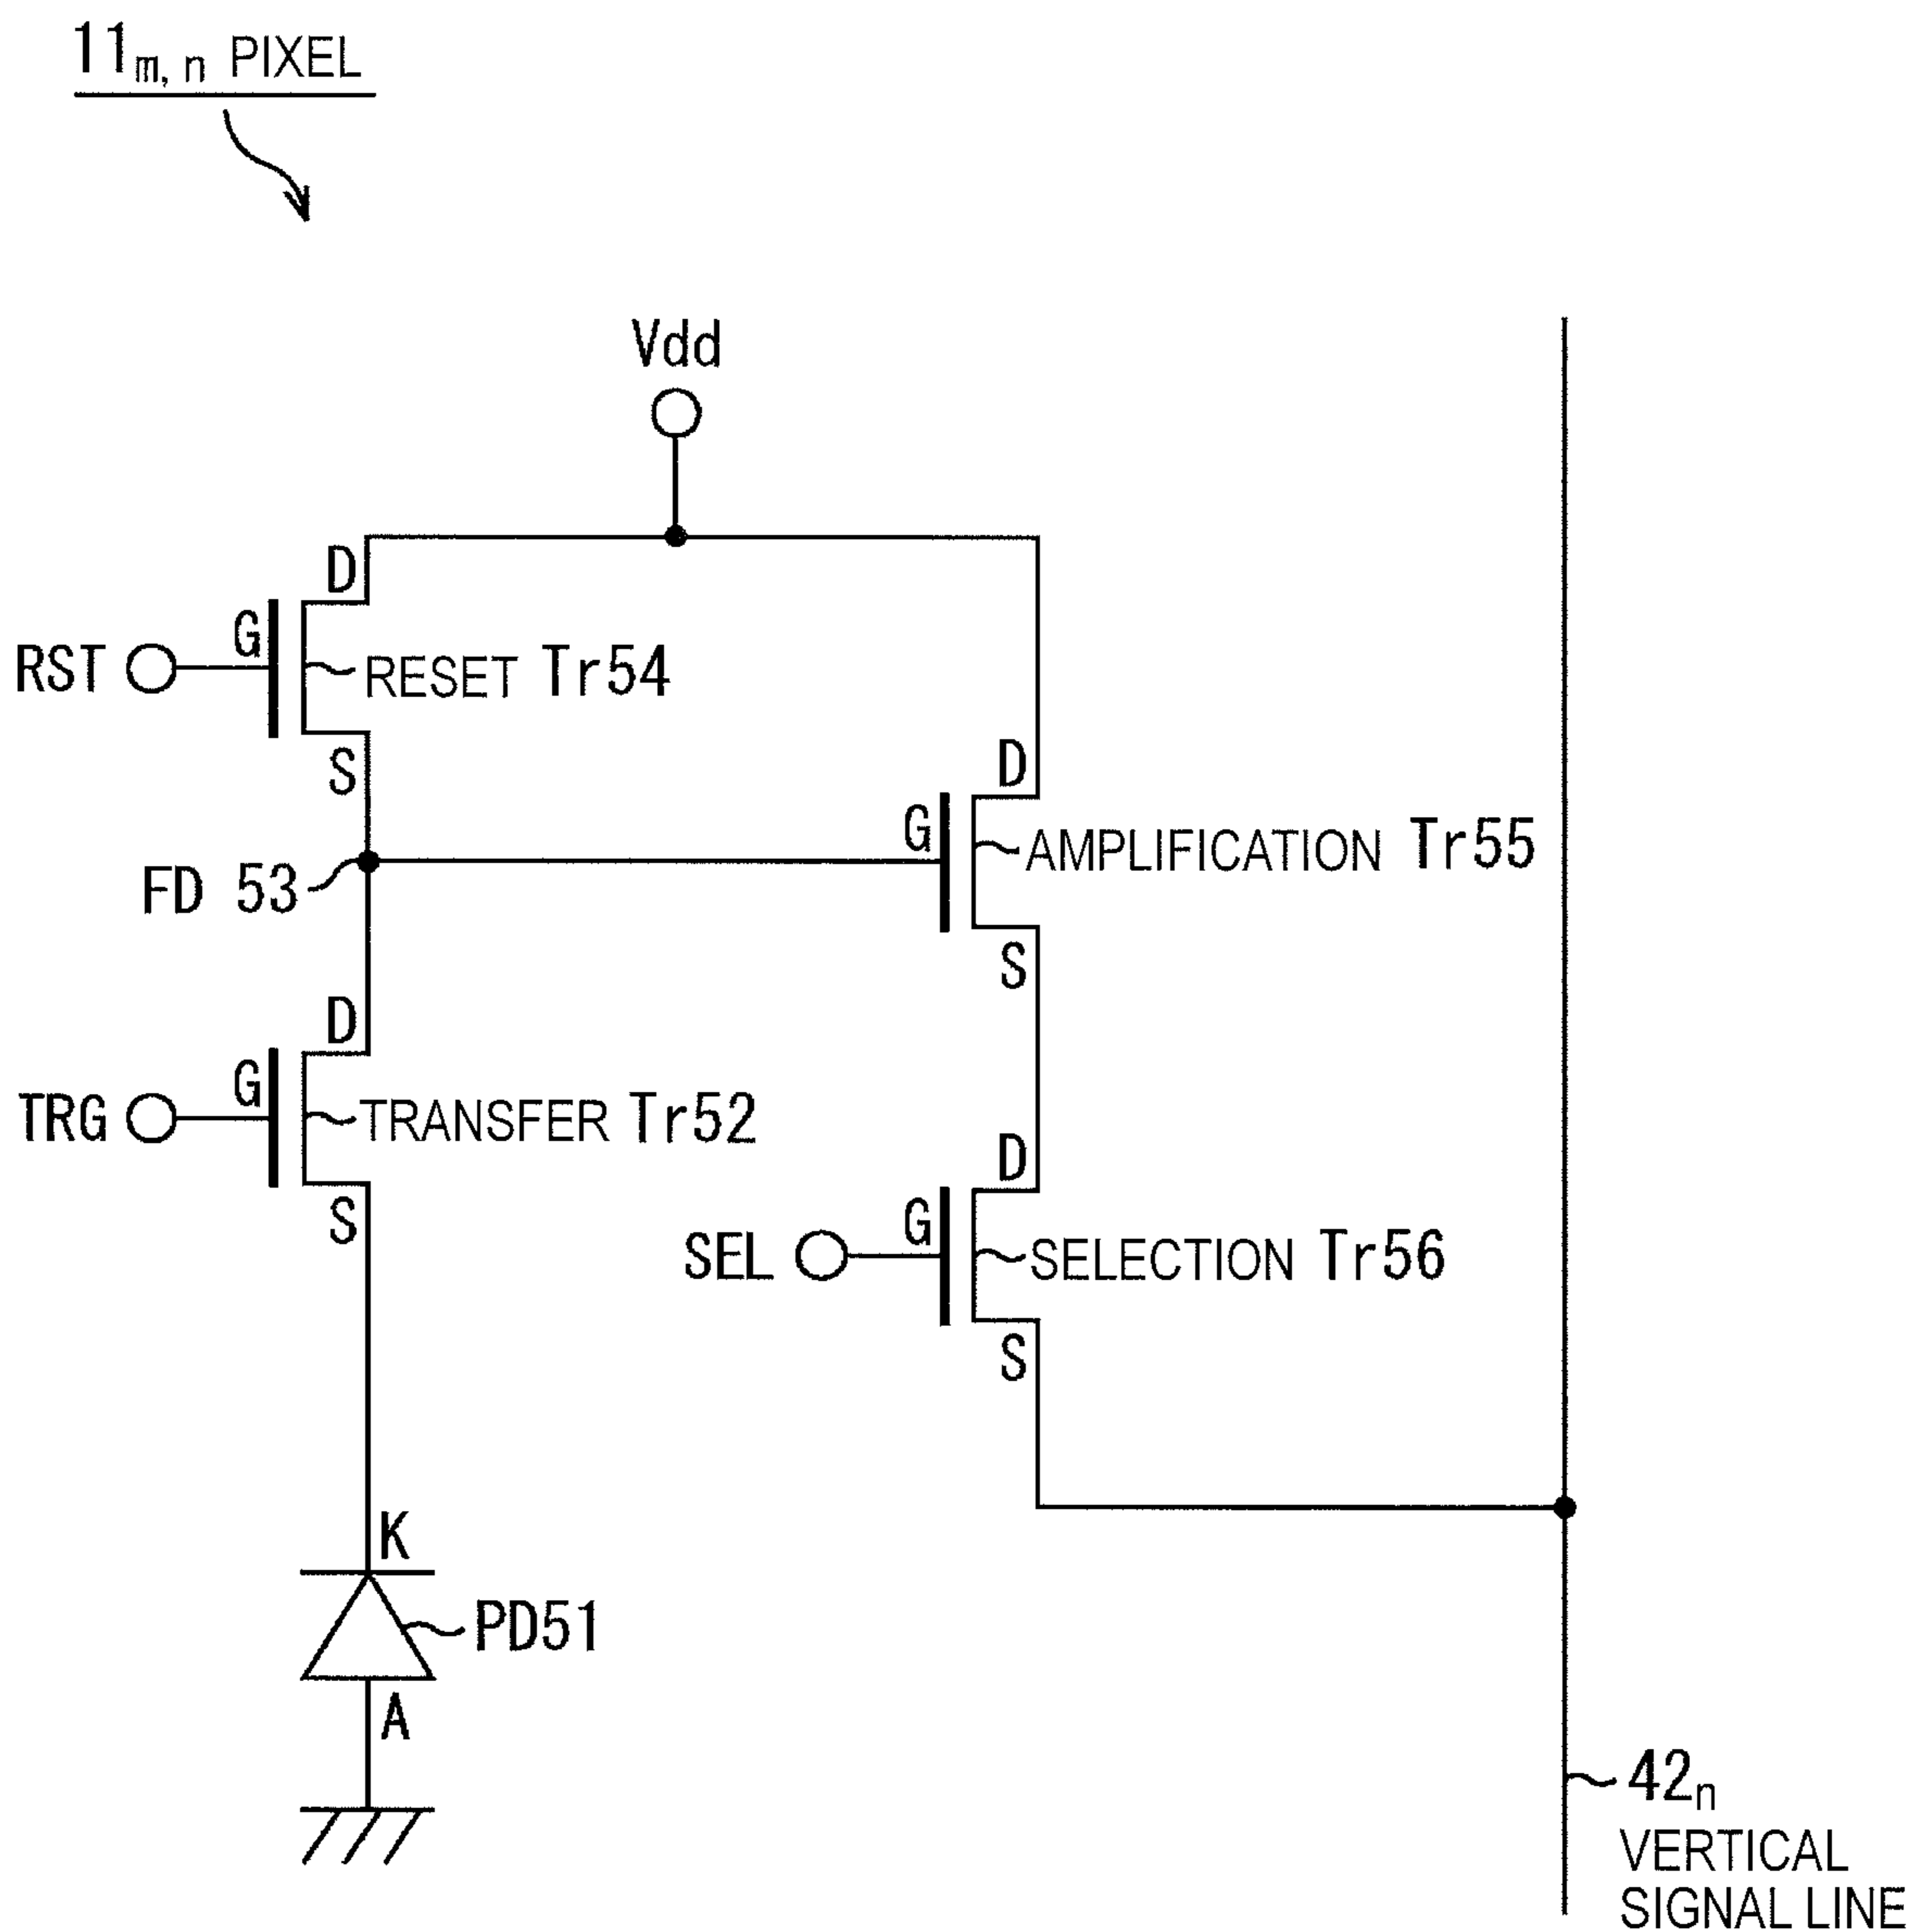 11m,n PIXEL
Vdd
D
G
RST
RESET Tr54
S
D
G
AMPLIFICATION Tr55
FD 53
S
D
G
TRG
TRANSFER Tr52
D
S
G
SEL
SELECTION Tr56
S
K
PD51
A
42n
VERTICAL
SIGNAL LINE